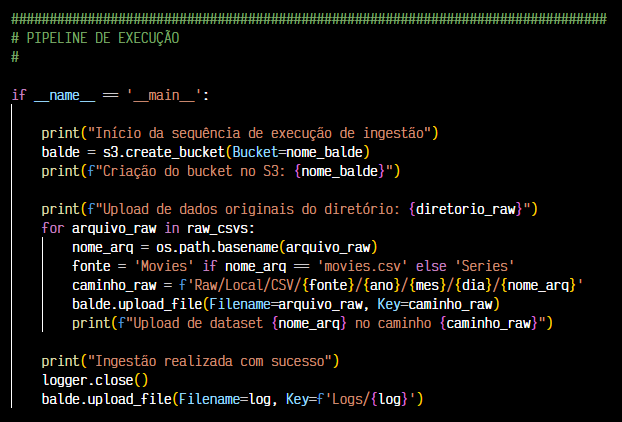 ################################################################################
# PIPELINE DE EXECUÇÃO
#
if __name__ == '__main__':
    print("Início da sequência de execução de ingestão")
    balde = s3.create_bucket(Bucket=nome_balde)
    print(f"Criação do bucket no S3: {nome_balde}")
    print(f"Upload de dados originais do diretório: {diretorio_raw}")
    for arquivo_raw in raw_csvs:
        nome_arq = os.path.basename(arquivo_raw)
        fonte = 'Movies' if nome_arq == 'movies.csv' else 'Series'
        caminho_raw = f'Raw/Local/CSV/{fonte}/{ano}/{mes}/{dia}/{nome_arq}'
        balde.upload_file(Filename=arquivo_raw, Key=caminho_raw)
        print(f"Upload de dataset {nome_arq} no caminho {caminho_raw}")
    print("Ingestão realizada com sucesso")
    logger.close()
    balde.upload_file(Filename=log, Key=f'Logs/{log}')